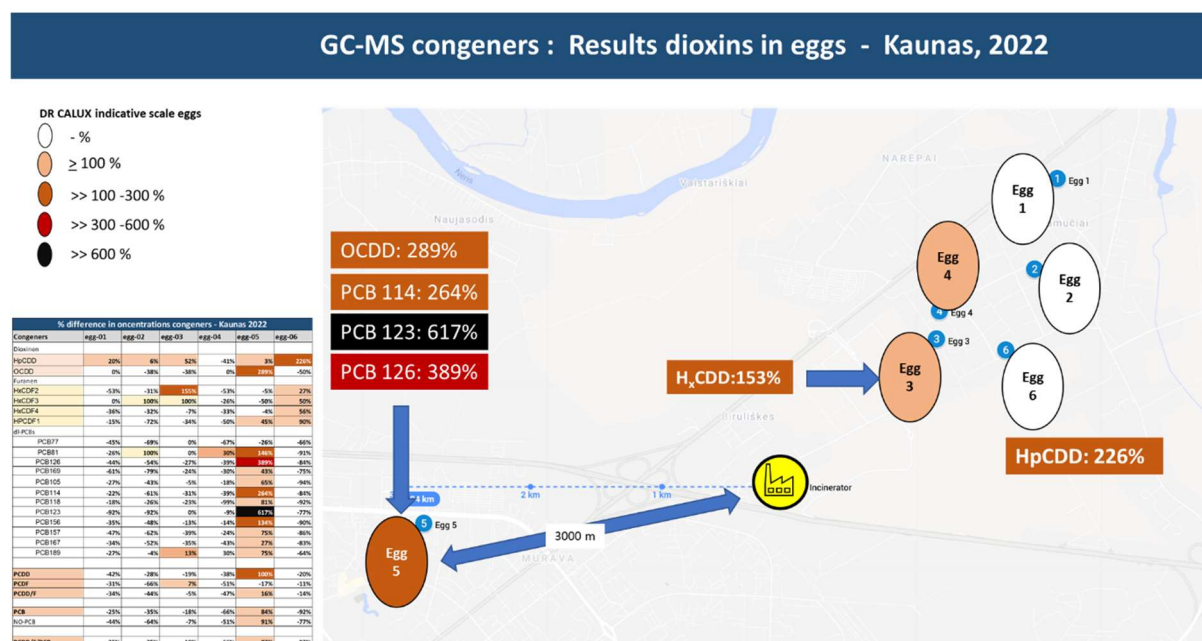 GC-MS congeners : Results dioxins in eggs - Kaunas, 2022
DR CALUX indicative scale eggs
- %
≥ 100 %
>> 100 -300 %
>> 300 -600 %
>> 600 %
% difference in oncentrations congeners - Kaunas 2022
Congeners egg-01 egg-02 egg-03 egg-04 egg-05 egg-06
Dioxinen
HpCDD 20% 6% 52% -41% 3% 226%
OCDD 0% -38% -38% 0% 289% -50%
Furonen
HxCDF2 -53% -31% 155% -53% -5% 27%
HxCDF3 0% 100% 100% -26% -50% 50%
HxCDF4 -36% -32% -7% -33% -4% 56%
HPCDF1 -15% -72% -34% -50% 45% 90%
dl-PCBs
PCB77 -45% -69% 0% -67% -26% -66%
PCB81 -26% 100% 0% 30% 146% -91%
PCB126 -44% -54% -27% -39% 389% -84%
PCB169 -61% -79% -24% -30% 43% -75%
PCB105 -27% -43% -5% -18% 65% -94%
PCB114 -22% -61% -31% -39% 264% -84%
PCB118 -18% -26% -23% -99% 81% -92%
PCB123 -92% -92% 0% -9% 617% -77%
PCB156 -35% -48% -13% -14% 134% -90%
PCB157 -47% -62% -39% -24% 75% -86%
PCB167 -34% -52% -35% -43% 27% -83%
PCB189 -27% -4% 13% 30% 75% -64%
PCDD -42% -28% -19% -38% 100% -20%
PCDF -31% -66% 7% -51% -17% -11%
PCDD/F -34% -44% -5% -47% 16% -14%
PCB -25% -35% -18% -66% 84% -92%
NO-PCB -44% -64% -7% -51% 91% -77%
OCDD: 289%
PCB 114: 264%
PCB 123: 617%
PCB 126: 389%
Neris
Vaistariškiai
Naujasodis
NARĖPAI
1 Egg 1
Egg
1
Egg
4
2
Egg
2
4 Egg 4
3 Egg 3
6
HxCDD:153%
Egg
3
Egg
6
Biruliškės
HpCDD: 226%
Incinerator
2 km
1 km
5 Egg 5
3000 m
Egg
5
MURAVA